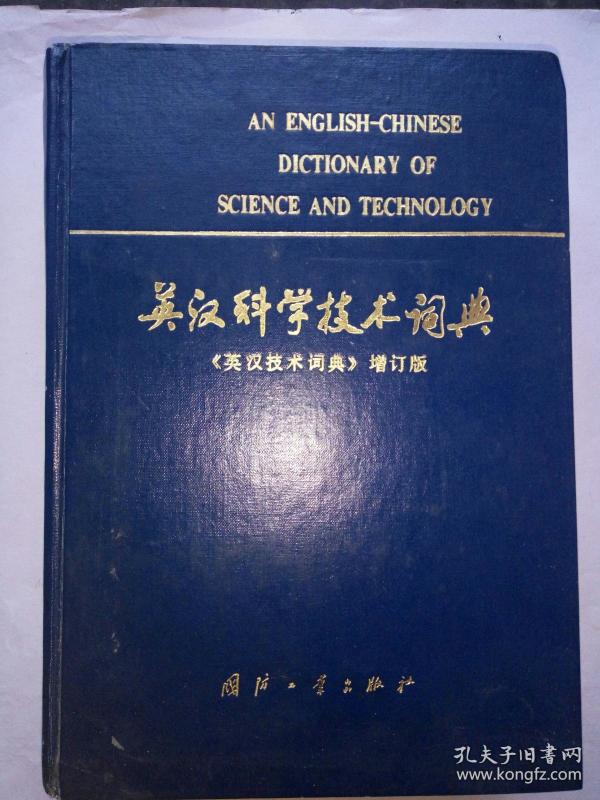 AN ENGLISH-CHINESE
DICTIONARY OF
SCIENCE AND TECHNOLOGY
英汉科学技术词典
《英汉技术词典》增订版
国防工业出版社
孔夫子旧書网
www.kongfz.com